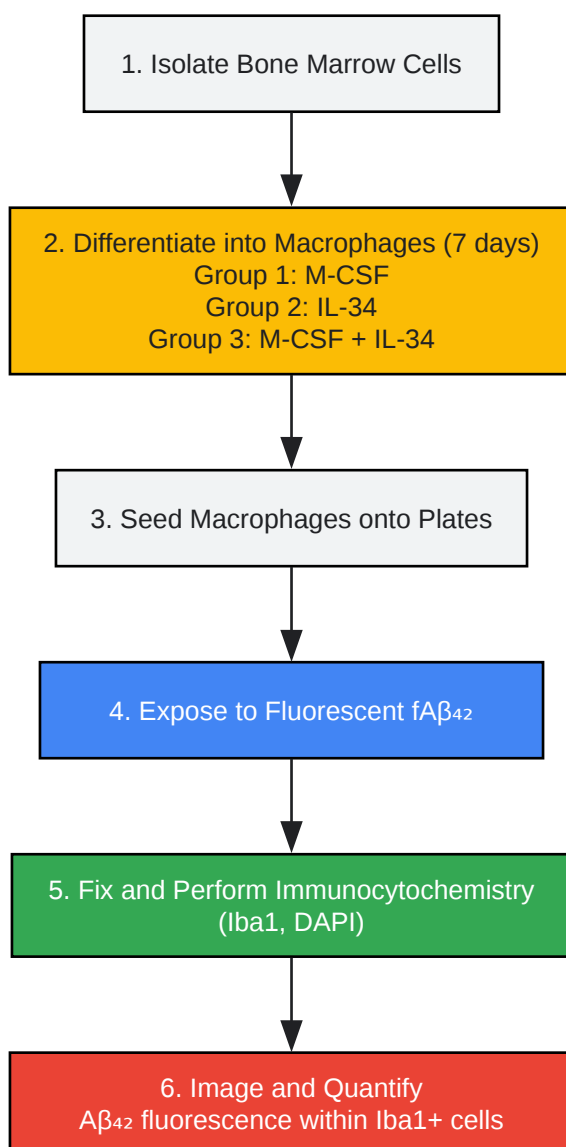 1. Isolate Bone Marrow Cells
2. Differentiate into Macrophages (7 days)
Group 1: M-CSF
Group 2: IL-34
Group 3: M-CSF + IL-34
3. Seed Macrophages onto Plates
4. Expose to Fluorescent fAβ₄₂
5. Fix and Perform Immunocytochemistry
(Iba1, DAPI)
6. Image and Quantify
Aβ₄₂ fluorescence within Iba1+ cells